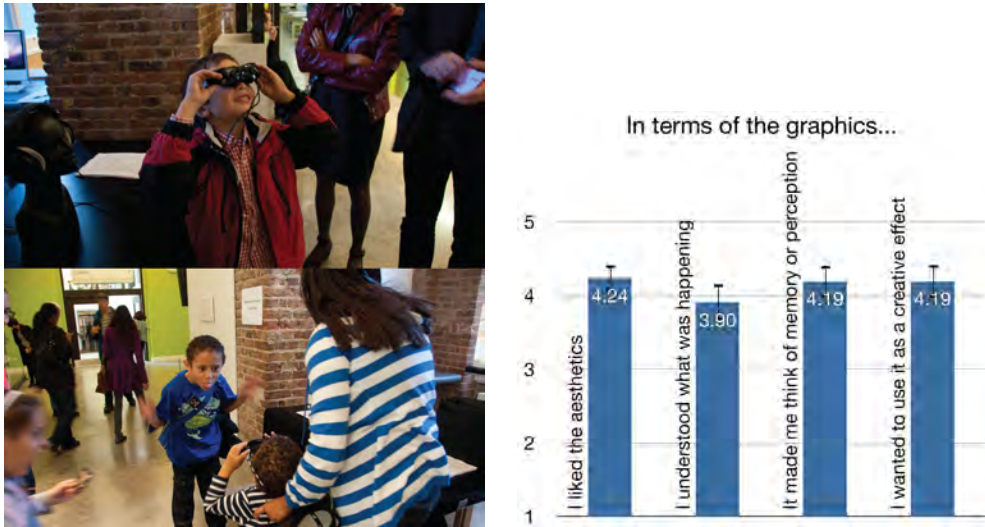 In terms of the graphics...
5
4
3
2
1
I liked the aesthetics
4.24
I understood what was happening
3.90
It made me think of memory or perception
4.19
I wanted to use it as a creative effect
4.19